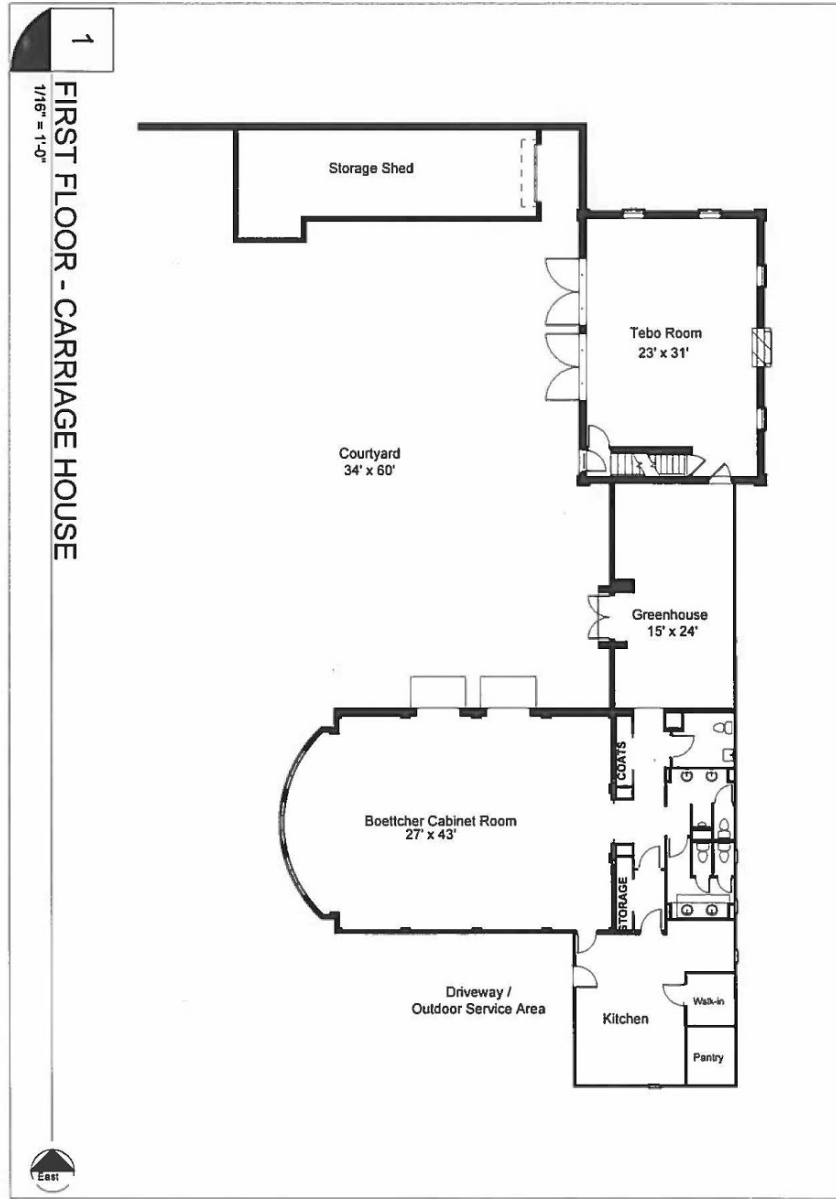 1
FIRST FLOOR - CARRIAGE HOUSE
1/16" = 1'-0"
Storage Shed
Tebo Room
23' x 31'
Courtyard
34' x 60'
Greenhouse
15' x 24'
COATS
Boettcher Cabinet Room
27' x 43'
STORAGE
Driveway /
Outdoor Service Area
Kitchen
Walk-in
Pantry
East